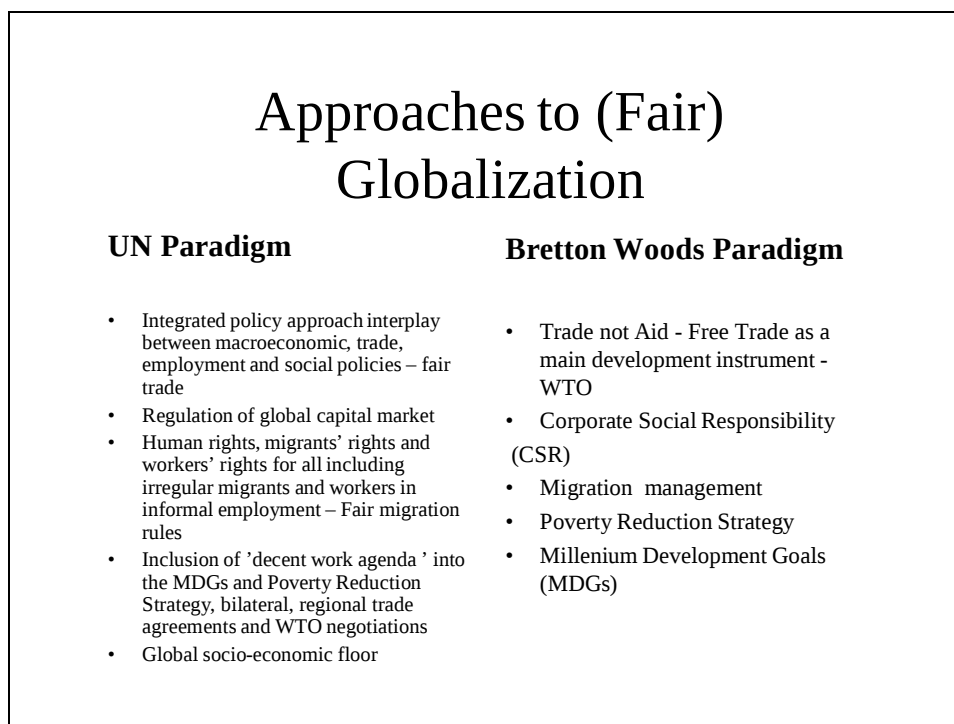 Approaches to (Fair)
Globalization
UN Paradigm
• Integrated policy approach interplay
between macroeconomic, trade,
employment and social policies – fair
trade
• Regulation of global capital market
• Human rights, migrants’ rights and
workers’ rights for all including
irregular migrants and workers in
informal employment – Fair migration
rules
• Inclusion of ’decent work agenda ’ into
the MDGs and Poverty Reduction
Strategy, bilateral, regional trade
agreements and WTO negotiations
• Global socio-economic floor
Bretton Woods Paradigm
• Trade not Aid - Free Trade as a
main development instrument -
WTO
• Corporate Social Responsibility
(CSR)
• Migration management
• Poverty Reduction Strategy
• Millenium Development Goals
(MDGs)